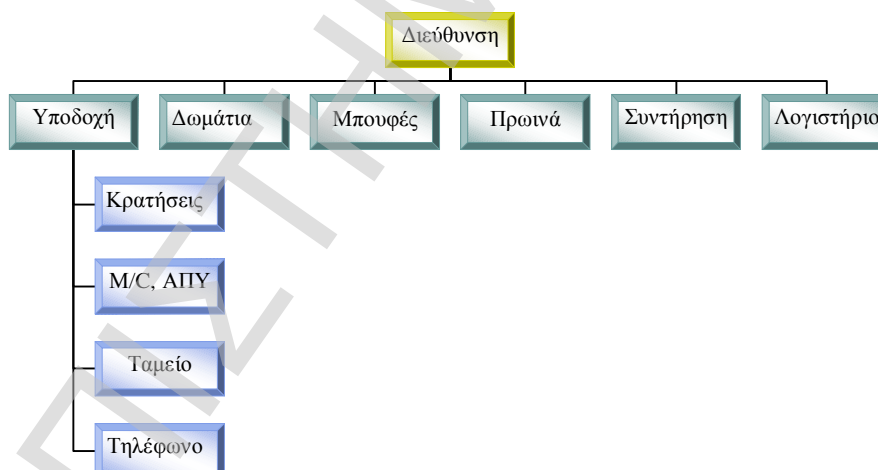 Διεύθυνση
Υποδοχή
Δωμάτια
Μπουφές
Πρωινά
Συντήρηση
Λογιστήριο
Κρατήσεις
M/C, ΑΠΥ
Ταμείο
Τηλέφωνο